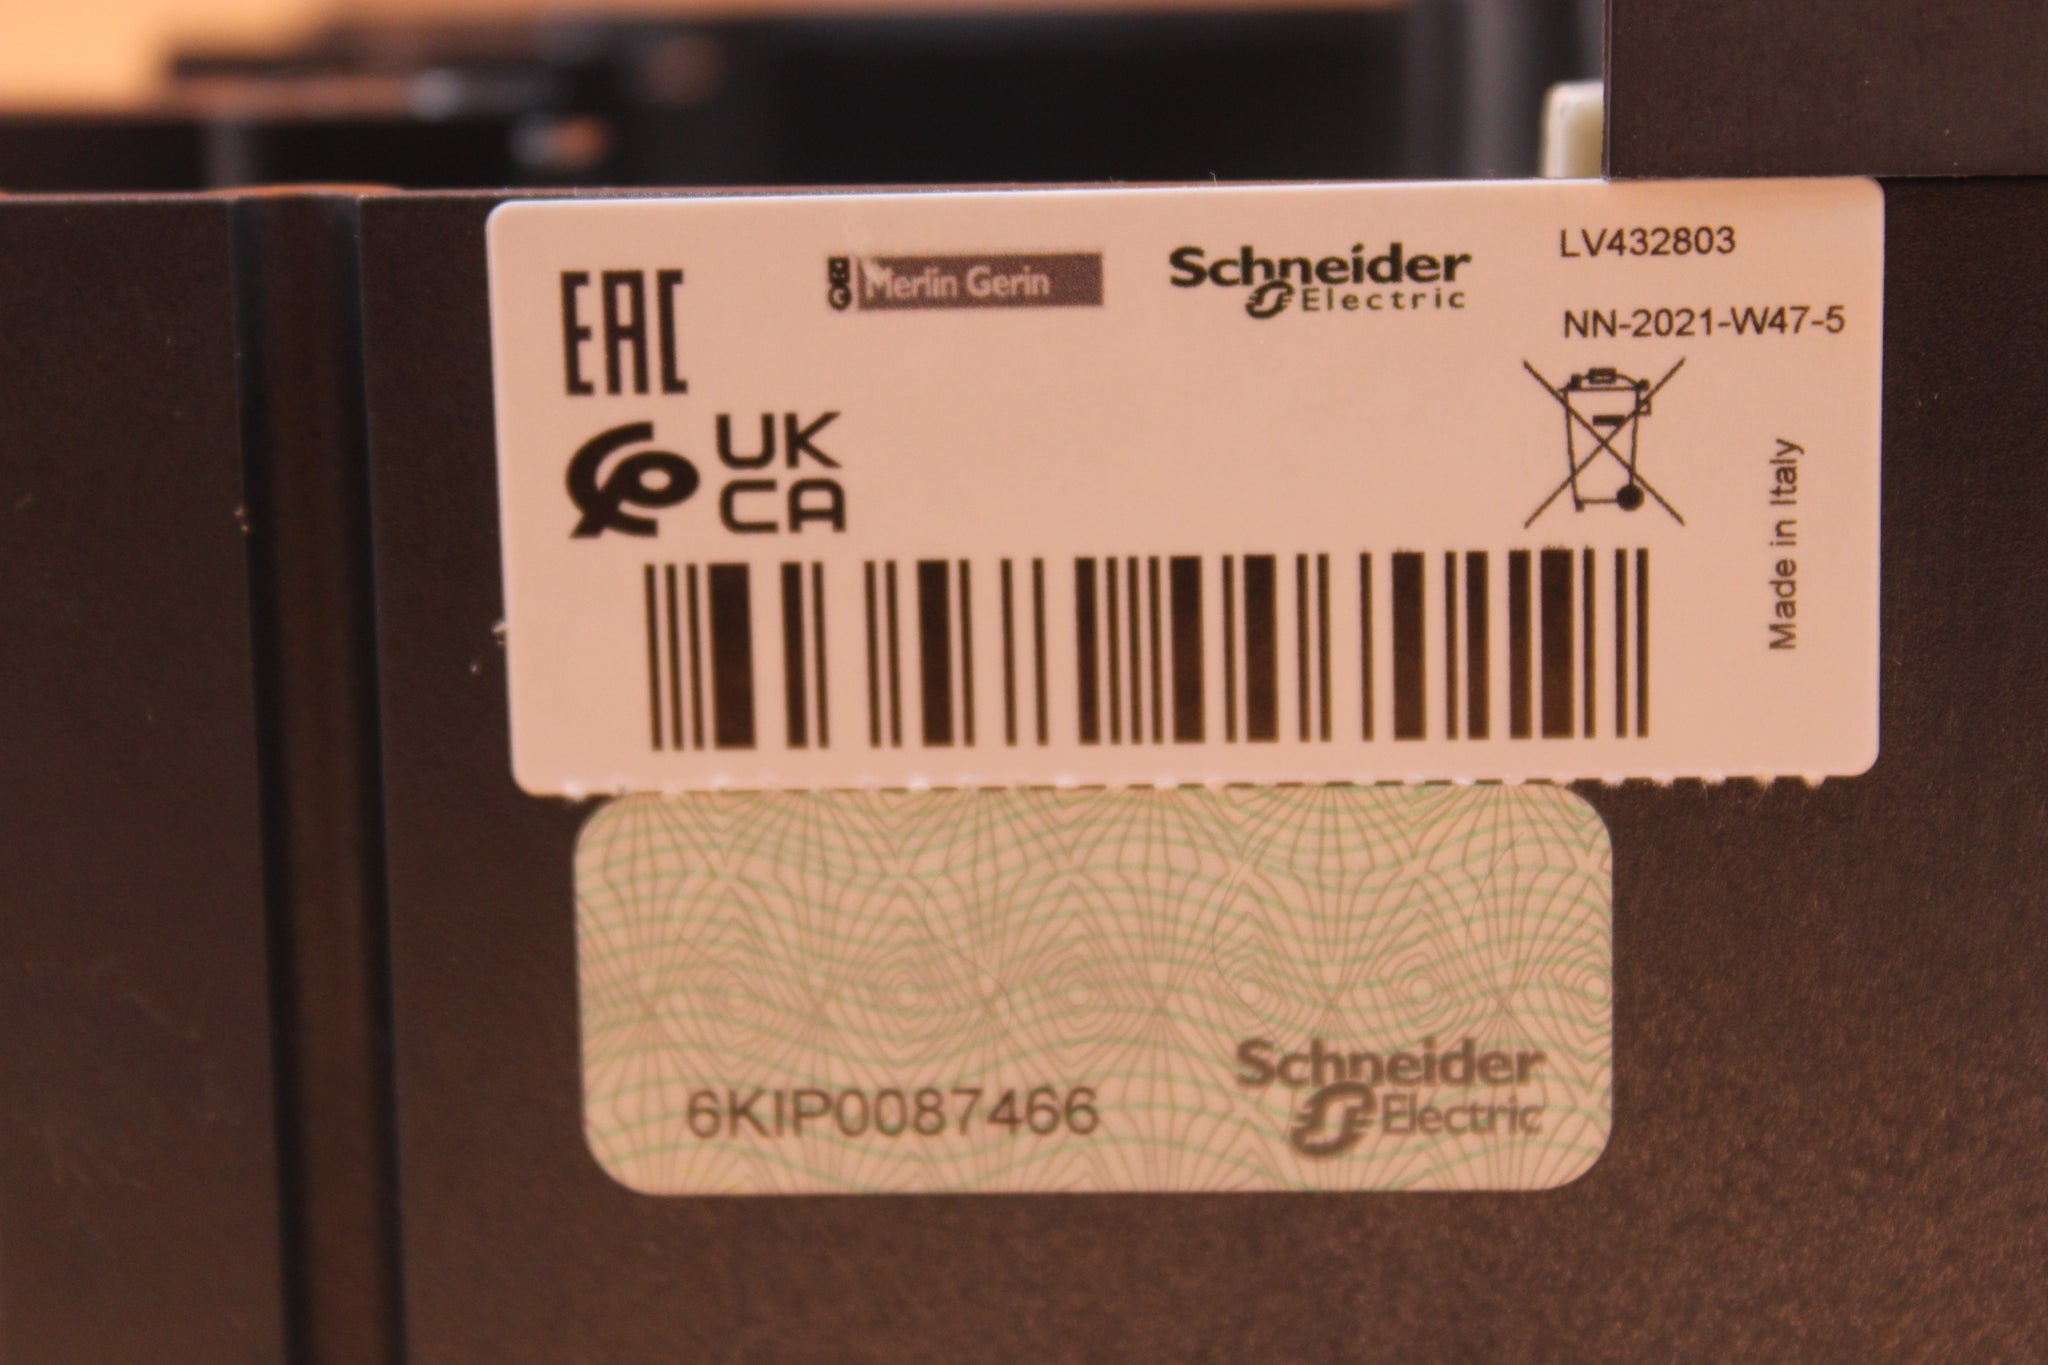 EAC
Merlin Gerin
Schneider
Electric
LV432803
NN-2021-W47-5
UK
CA
Made in Italy
6KIP0087466
Schneider
Electric